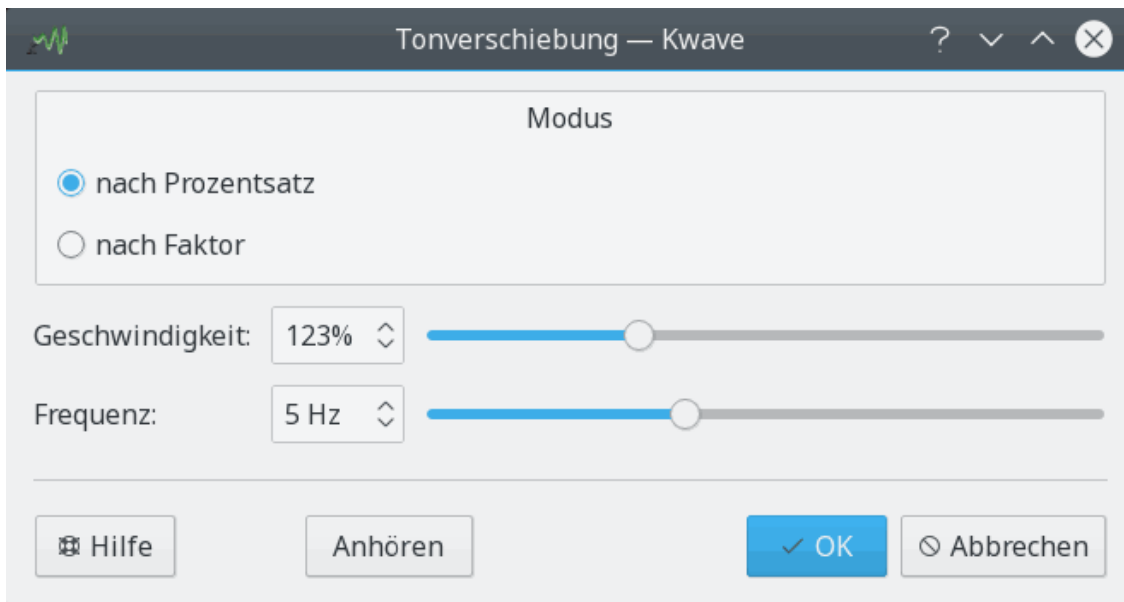 Tonverschiebung — Kwave
Modus
nach Prozentsatz
nach Faktor
Geschwindigkeit: 123%
Frequenz: 5 Hz
Hilfe Anhören OK Abbrechen